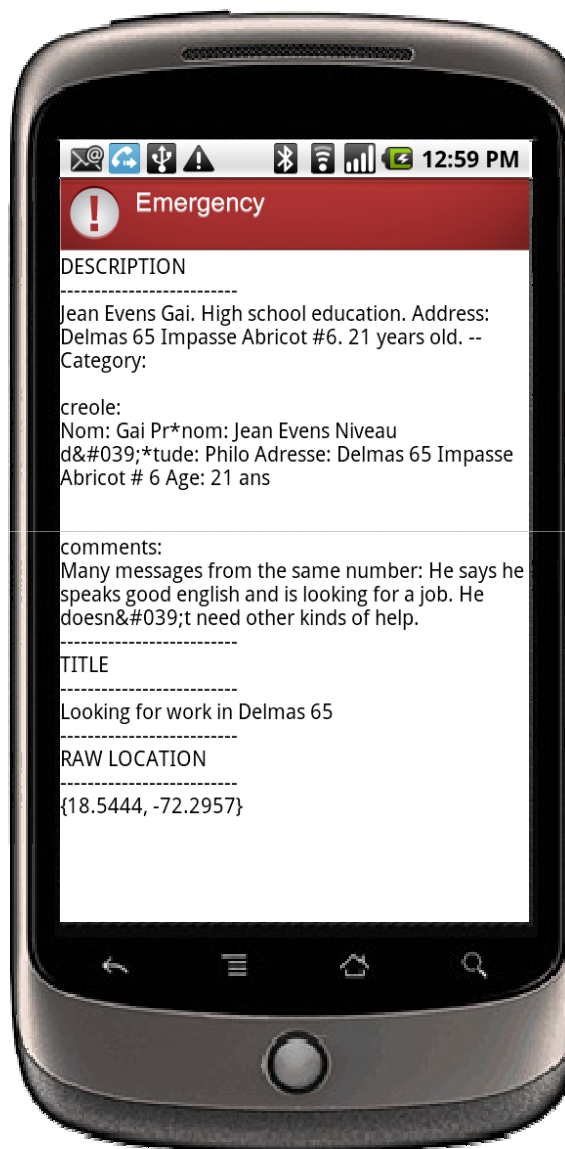 12:59 PM
Emergency
DESCRIPTION
--------------------------
Jean Evens Gai. High school education. Address:
Delmas 65 Impasse Abricot #6. 21 years old. --
Category:
creole:
Nom: Gai Pr*nom: Jean Evens Niveau
d&#039;*tude: Philo Adresse: Delmas 65 Impasse
Abricot # 6 Age: 21 ans
comments:
Many messages from the same number: He says he
speaks good english and is looking for a job. He
doesn&#039;t need other kinds of help.
--------------------------
TITLE
--------------------------
Looking for work in Delmas 65
--------------------------
RAW LOCATION
--------------------------
{18.5444, -72.2957}